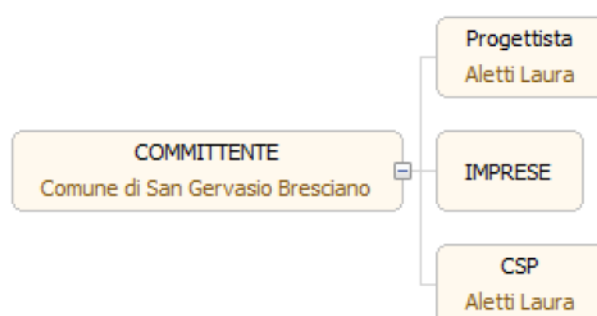 Progettista
Aletti Laura
COMMITTENTE
Comune di San Gervasio Bresciano
IMPRESE
CSP
Aletti Laura